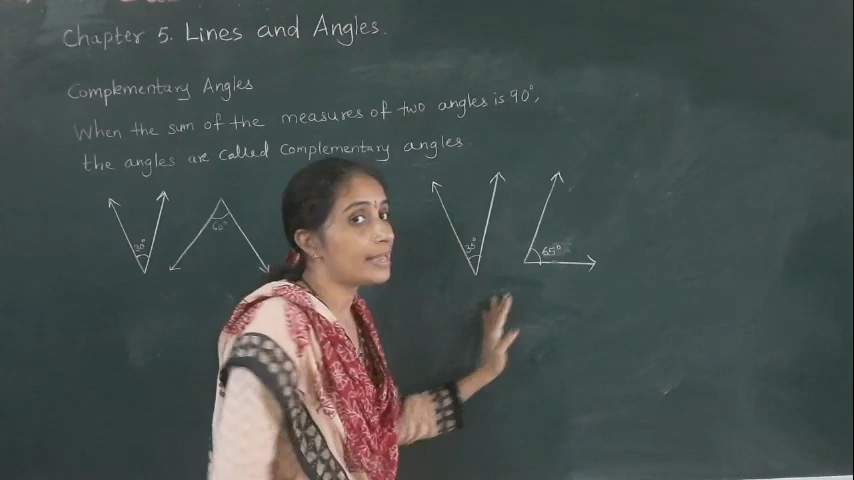 Chapter 5. Lines and Angles.
Complementary Angles
When the sum of the measures of two angles is 90°,
the angles are called Complementary angles.
30° 60° 30° 65°